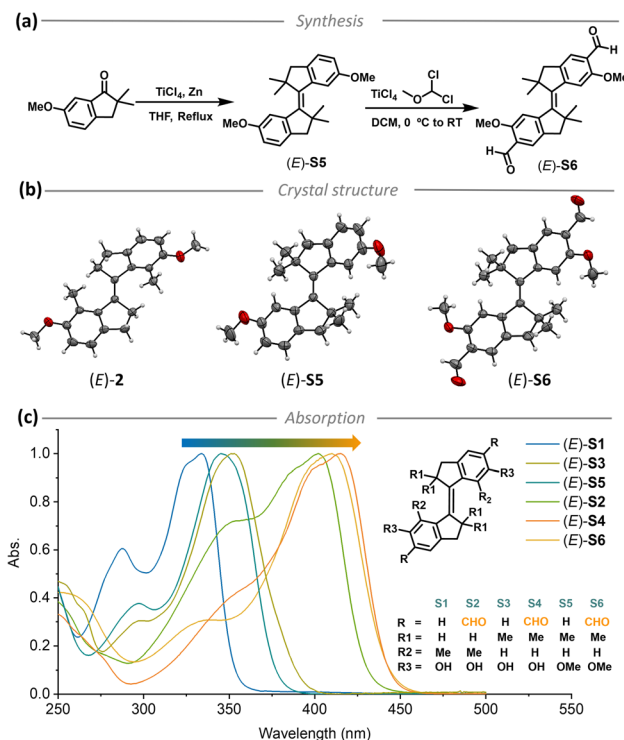 (a) Synthesis
O
MeO
TiCl4, Zn
THF, Reflux
OMe
MeO
(E)-S5
TiCl4
O
Cl
Cl
DCM, 0 ºC to RT
H
O
OMe
MeO
H
O
(E)-S6
(b) Crystal structure
(E)-2
(E)-S5
(E)-S6
(c) Absorption
Abs.
1.0
0.8
0.6
0.4
0.2
0.0
250 300 350 400 450 500 550
Wavelength (nm)
R
R1
R1
R3
R2
R2
R1
R1
R3
R
(E)-S1
(E)-S3
(E)-S5
(E)-S2
(E)-S4
(E)-S6
S1 S2 S3 S4 S5 S6
R = H CHO H CHO H CHO
R1 = H H Me Me Me Me
R2 = Me Me H H H H
R3 = OH OH OH OH OMe OMe